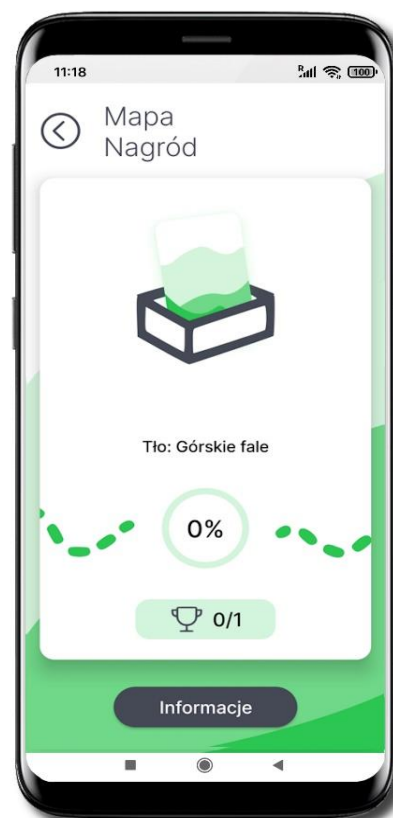 11:18
R
100
Mapa
Nagród
Tło: Górskie fale
0%
0/1
Informacje